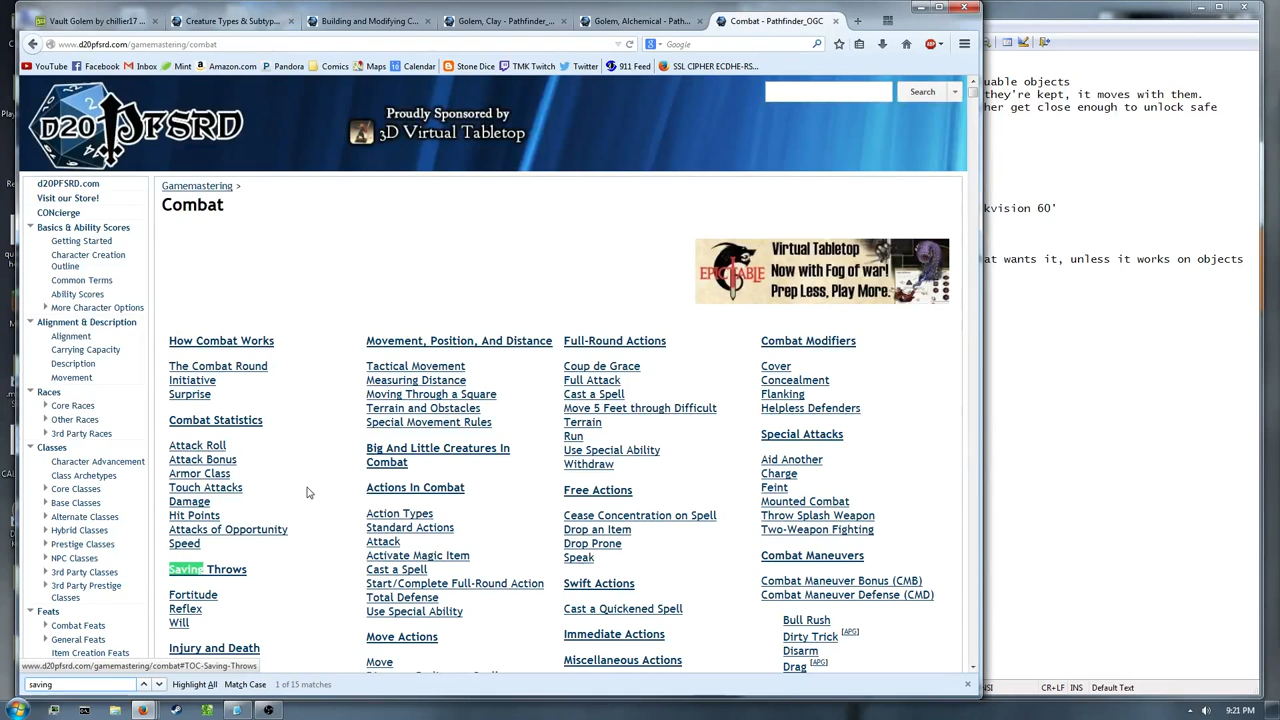 Vault Golem by chillier17
Creature Types & Subtyp...
Building and Modifying C...
Golem, Clay - Pathfinder_...
Golem, Alchemical - Path...
Combat - Pathfinder_OGC
www.d20pfsrd.com/gamemastering/combat
Google
YouTube
Facebook
Inbox
Mint
Amazon.com
Pandora
Comics
Maps
Calendar
Stone Dice
TMK Twitch
Twitter
911 Feed
SSL CIPHER ECDHE-RS...
D20PFSRD
Proudly Sponsored by
3D Virtual Tabletop
Search
d20PFSRD.com
Visit our Store!
CONcierge
Basics & Ability Scores
Getting Started
Character Creation
Outline
Common Terms
Ability Scores
More Character Options
Alignment & Description
Alignment
Carrying Capacity
Description
Movement
Races
Core Races
Other Races
3rd Party Races
Classes
Character Advancement
Class Archetypes
Core Classes
Base Classes
Alternate Classes
Hybrid Classes
Prestige Classes
NPC Classes
3rd Party Classes
3rd Party Prestige
Classes
Feats
Combat Feats
General Feats
Item Creation Feats
Gamemastering >
Combat
EPICTABLE
Virtual Tabletop
Now with Fog of war!
Prep Less, Play More.
How Combat Works
The Combat Round
Initiative
Surprise
Combat Statistics
Attack Roll
Attack Bonus
Armor Class
Touch Attacks
Damage
Hit Points
Attacks of Opportunity
Speed
Saving Throws
Fortitude
Reflex
Will
Injury and Death
Movement, Position, And Distance
Tactical Movement
Measuring Distance
Moving Through a Square
Terrain and Obstacles
Special Movement Rules
Big And Little Creatures In
Combat
Actions In Combat
Action Types
Standard Actions
Attack
Activate Magic Item
Cast a Spell
Start/Complete Full-Round Action
Total Defense
Use Special Ability
Move Actions
Move
Full-Round Actions
Coup de Grace
Full Attack
Cast a Spell
Move 5 Feet through Difficult
Terrain
Run
Use Special Ability
Withdraw
Free Actions
Cease Concentration on Spell
Drop an Item
Drop Prone
Speak
Swift Actions
Cast a Quickened Spell
Immediate Actions
Miscellaneous Actions
Combat Modifiers
Cover
Concealment
Flanking
Helpless Defenders
Special Attacks
Aid Another
Charge
Feint
Mounted Combat
Throw Splash Weapon
Two-Weapon Fighting
Combat Maneuvers
Combat Maneuver Bonus (CMB)
Combat Maneuver Defense (CMD)
Bull Rush
Dirty Trick [APG]
Disarm
Drag [APG]
www.d20pfsrd.com/gamemastering/combat#TOC-Saving-Throws
saving
Highlight All
Match Case
1 of 15 matches
uable objects
they're kept, it moves with them.
her get close enough to unlock safe
kvision 60'
at wants it, unless it works on objects
NSI
CR+LF
INS
Default Text
9:21 PM